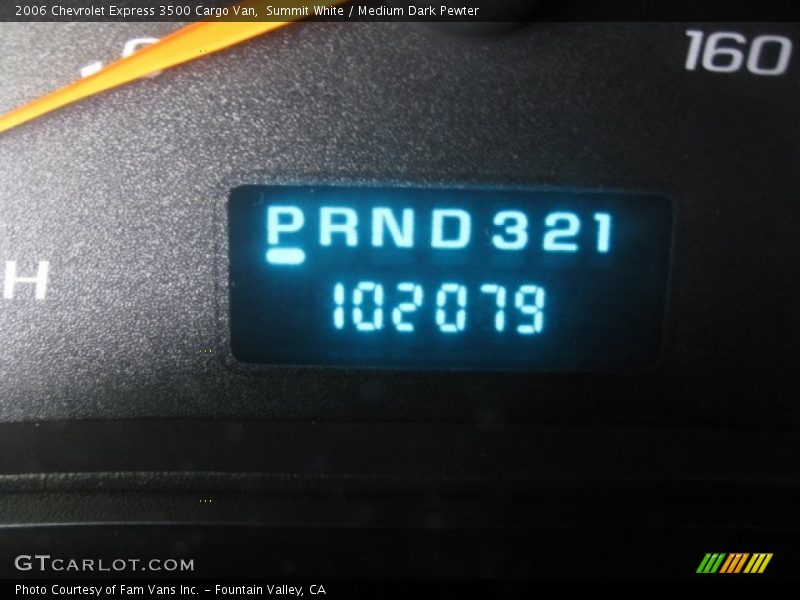 2006 Chevrolet Express 3500 Cargo Van,  Summit White / Medium Dark Pewter
160
PRND321
H
102079
GTCARLOT.COM
Photo Courtesy of Fam Vans Inc. – Fountain Valley, CA